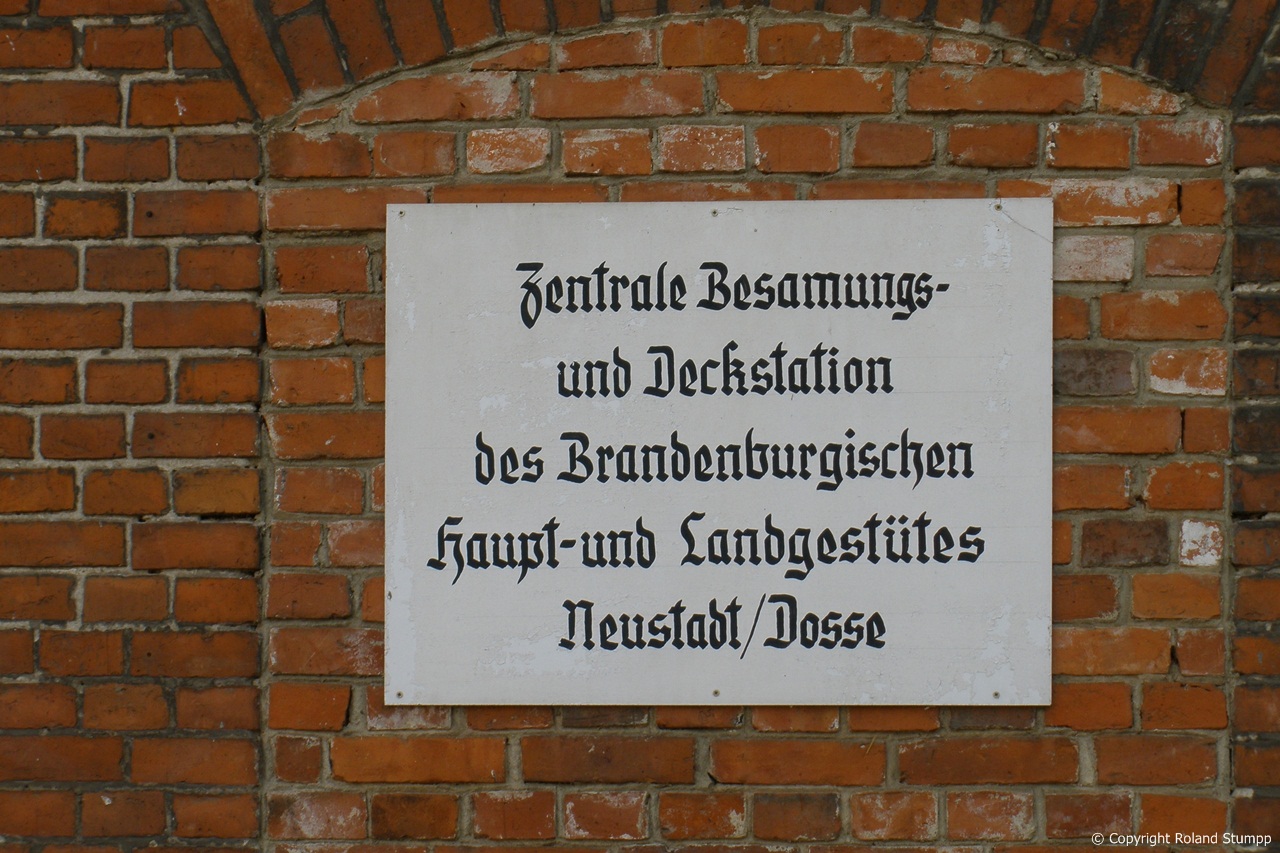 Zentrale Besamungs-
und Deckstation
des Brandenburgischen
Haupt-und Landgestütes
Neustadt/Dosse
© Copyright Roland Stumpp